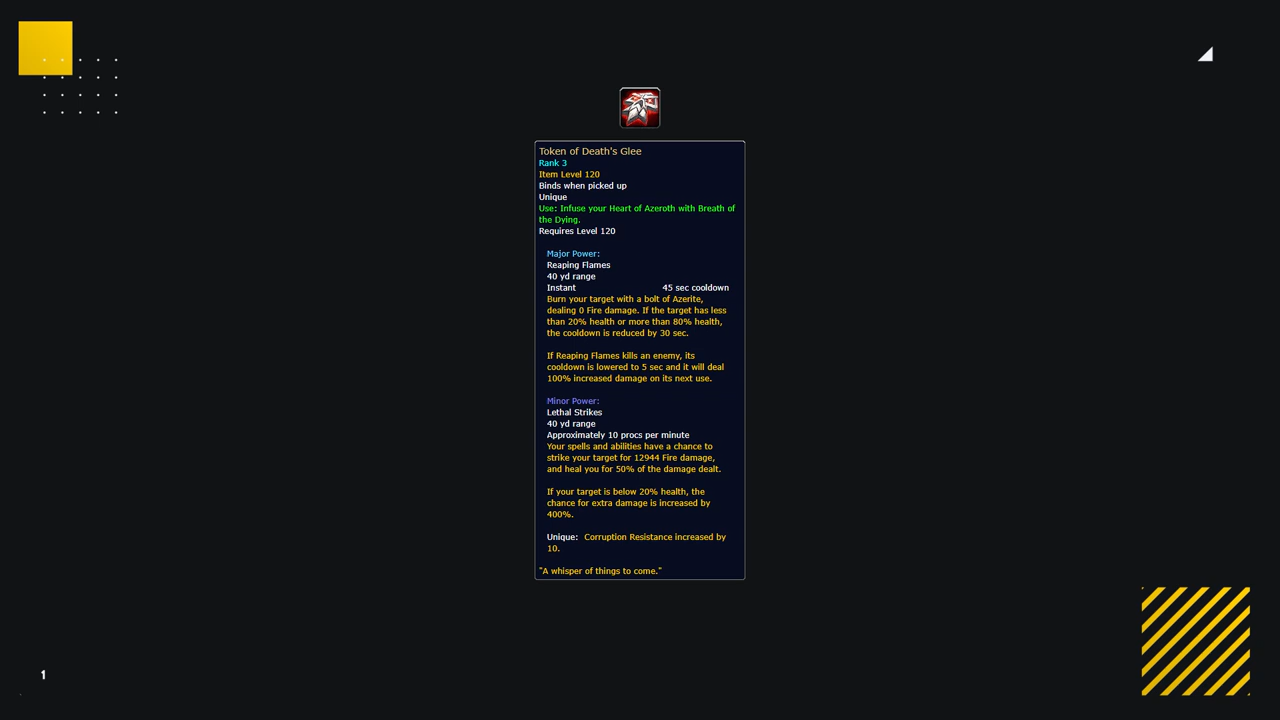 Token of Death's Glee
Rank 3
Item Level 120
Binds when picked up
Unique
Use: Infuse your Heart of Azeroth with Breath of
the Dying.
Requires Level 120
Major Power:
Reaping Flames
40 yd range
Instant 45 sec cooldown
Burn your target with a bolt of Azerite,
dealing 0 Fire damage. If the target has less
than 20% health or more than 80% health,
the cooldown is reduced by 30 sec.
If Reaping Flames kills an enemy, its
cooldown is lowered to 5 sec and it will deal
100% increased damage on its next use.
Minor Power:
Lethal Strikes
40 yd range
Approximately 10 procs per minute
Your spells and abilities have a chance to
strike your target for 12944 Fire damage,
and heal you for 50% of the damage dealt.
If your target is below 20% health, the
chance for extra damage is increased by
400%.
Unique: Corruption Resistance increased by
10.
"A whisper of things to come."
1